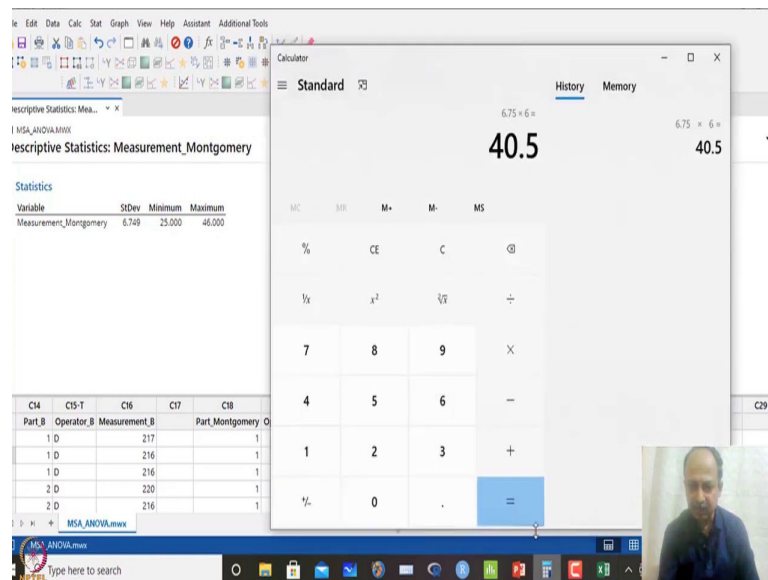 Edit Data Calc Stat Graph View Help Assistant Additional Tools
Descriptive Statistics: Mea...
MSA_ANOVA.MWX
Descriptive Statistics: Measurement_Montgomery
Statistics
Variable StDev Minimum Maximum
Measurement_Montgomery 6.749 25.000 46.000
Calculator
Standard
History Memory
6.75 × 6 =
40.5
6.75 × 6 =
40.5
MC MR M+ M- MS
% CE C
1/x x² ²√x ÷
7 8 9 ×
4 5 6 −
1 2 3 +
+/- 0 . =
C14 C15-T C16 C17 C18 C29
Part_B Operator_B Measurement_B Part_Montgomery
1 D 217 1
1 D 216 1
1 D 216 1
2 D 220 1
2 D 216 1
MSA_ANOVA.mwx
MSA_ANOVA.mwx
Type here to search
NPTEL